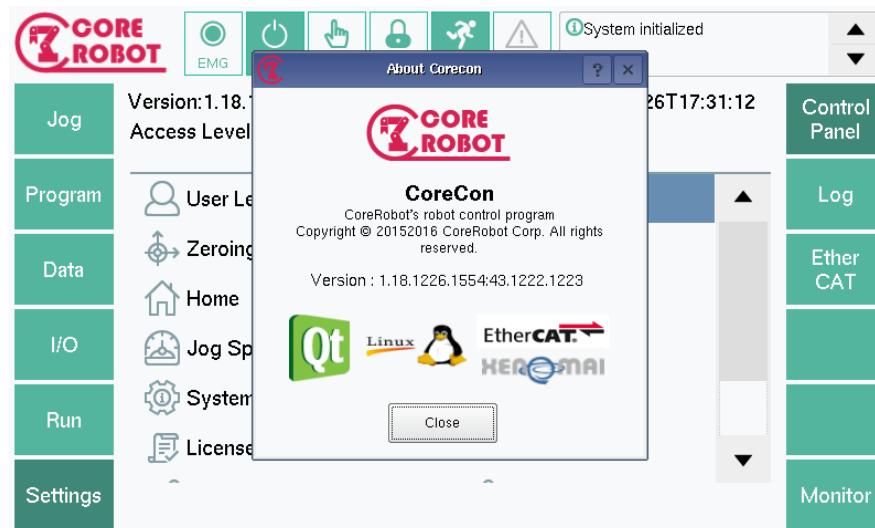 CORE
ROBOT
EMG
System initialized
Jog
Program
Data
I/O
Run
Settings
Version:1.18.
26T17:31:12
Access Level
User Le
Zeroing
Home
Jog Sp
System
License
About Corecon
CORE
ROBOT
CoreCon
CoreRobot's robot control program
Copyright © 20152016 CoreRobot Corp. All rights
reserved.
Version : 1.18.1226.1554:43.1222.1223
Qt
Linux
EtherCAT.
XENOMAI
Close
Control
Panel
Log
Ether
CAT
Monitor